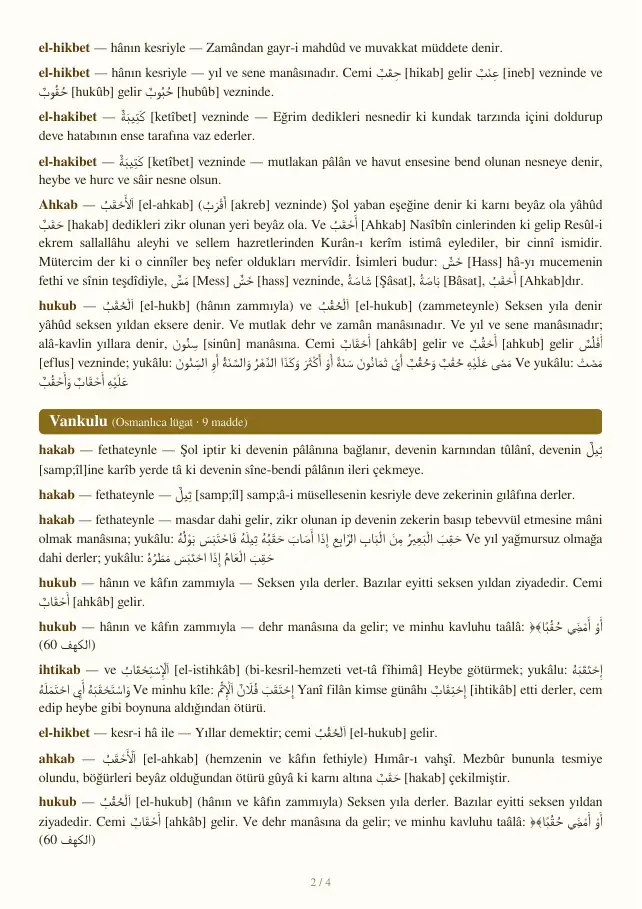 el-hikbet — hânın kesriyle — Zamândan gayr-i mahdûd ve muvakkat müddete denir.
el-hikbet — hânın kesriyle — yıl ve sene manâsınadır. Cemi حِقَبٌ [hikab] gelir عِنَبٌ [ineb] vezninde ve
حُقُوبٌ [hukûb] gelir حُبُوبٌ [hubûb] vezninde.
el-hakibet — كَتِيبَةٌ [ketîbet] vezninde — Eğrim dedikleri nesnedir ki kundak tarzında içini doldurup
deve hatabının ense tarafına vaz ederler.
el-hakibet — كَتِيبَةٌ [ketîbet] vezninde — mutlakan pâlân ve havut ensesine bend olunan nesneye denir,
heybe ve hurc ve sâir nesne olsun.
Ahkab — اَلْأَحْقَبُ [el-ahkab] (أَقْرَبُ [akreb] vezninde) Şol yaban eşeğine denir ki karnı beyâz ola yâhûd
حَقَبٌ [hakab] dedikleri zikr olunan yeri beyâz ola. Ve أَحْقَبُ [Ahkab] Nasîbîn cinlerinden ki gelip Resûl-i
ekrem sallallâhu aleyhi ve sellem hazretlerinden Kurân-ı kerîm istimâ eylediler, bir cinnî ismidir.
Mütercim der ki o cinnîler beş nefer oldukları mervîdir. İsimleri budur: خَسَّ [Hass] hâ-yı mucemenin
fethi ve sînin teşdîdiyle, مَسَّ [Mess] حَسَّ [hass] vezninde, شَاصَةُ [Şâsat], بَاصَةُ [Bâsat], أَحْقَبُ [Ahkab]dır.
hukub — اَلْحُقْبُ [el-hukb] (hânın zammıyla) ve اَلْحُقُبُ [el-hukub] (zammeteynle) Seksen yıla denir
yâhûd seksen yıldan eksere denir. Ve mutlak dehr ve zamân manâsınadır. Ve yıl ve sene manâsınadır;
alâ-kavlin yıllara denir, سِنُونَ [sinûn] manâsına. Cemi أَحْقَابٌ [ahkâb] gelir ve أَحْقُبٌ [ahkub] gelir أَفْلُسٌ
[eflus] vezninde; yukâlu: مَضَى عَلَيْهِ حُقْبٌ وَحُقُبٌ أَيْ ثَمَانُونَ سَنَةً أَوْ أَكْثَرَ وَكَذَا الدَّهْرُ وَالسَّنَةُ أَوِ السِّنُونَ Ve yukâlu: مَضَتْ
عَلَيْهِ أَحْقَابٌ وَأَحْقُبٌ
Vankulu (Osmanlıca lügat · 9 madde)
hakab — fethateynle — Şol iptir ki devenin pâlânına bağlanır, devenin karnından tûlânî, devenin ثِيلٌ
[samp;îl]ine karîb yerde tâ ki devenin sîne-bendi pâlânın ileri çekmeye.
hakab — fethateynle — ثِيلٌ [samp;îl] samp;â-i müsellesenin kesriyle deve zekerinin gılâfına derler.
hakab — fethateynle — masdar dahi gelir, zikr olunan ip devenin zekerin basıp tebevvül etmesine mâni
olmak manâsına; yukâlu: حَقِبَ الْبَعِيرُ مِنَ الْبَابِ الرَّابِعِ إِذَا أَصَابَ حَقَبُهُ ثِيلَهُ فَاحْتَبَسَ بَوْلُهُ Ve yıl yağmursuz olmağa
dahi derler; yukâlu: حَقِبَ الْعَامُ إِذَا احْتَبَسَ مَطَرُهُ
hukub — hânın ve kâfın zammıyla — Seksen yıla derler. Bazılar eyitti seksen yıldan ziyadedir. Cemi
أَحْقَابٌ [ahkâb] gelir.
hukub — hânın ve kâfın zammıyla — dehr manâsına da gelir; ve minhu kavluhu taâlâ: ﴿﴿أَوْ أَمْضِيَ حُقُبًا
(الكهف 60)
ihtikab — ve اَلْإِسْتِحْقَابُ [el-istihkâb] (bi-kesril-hemzeti vet-tâ fîhimâ) Heybe götürmek; yukâlu: إِحْتَقَبَهُ
وَاسْتَحْقَبَهُ أَيِ احْتَمَلَهُ Ve minhu kîle: إِحْتَقَبَ فُلَانٌ اَلْإِثْمَ Yanî filân kimse günâhı إِحْتِقَابٌ [ihtikâb] etti derler, cem
edip heybe gibi boynuna aldığından ötürü.
el-hikbet — kesr-i hâ ile — Yıllar demektir; cemi اَلْحُقُبُ [el-hukub] gelir.
ahkab — اَلْأَحْقَبُ [el-ahkab] (hemzenin ve kâfın fethiyle) Hımâr-ı vahşî. Mezbûr bununla tesmiye
olundu, böğürleri beyâz olduğundan ötürü gûyâ ki karnı altına حَقَبٌ [hakab] çekilmiştir.
hukub — اَلْحُقُبُ [el-hukub] (hânın ve kâfın zammıyla) Seksen yıla derler. Bazılar eyitti seksen yıldan
ziyadedir. Cemi أَحْقَابٌ [ahkâb] gelir. Ve dehr manâsına da gelir; ve minhu kavluhu taâlâ: ﴿﴿أَوْ أَمْضِيَ حُقُبًا
(الكهف 60)
2 / 4